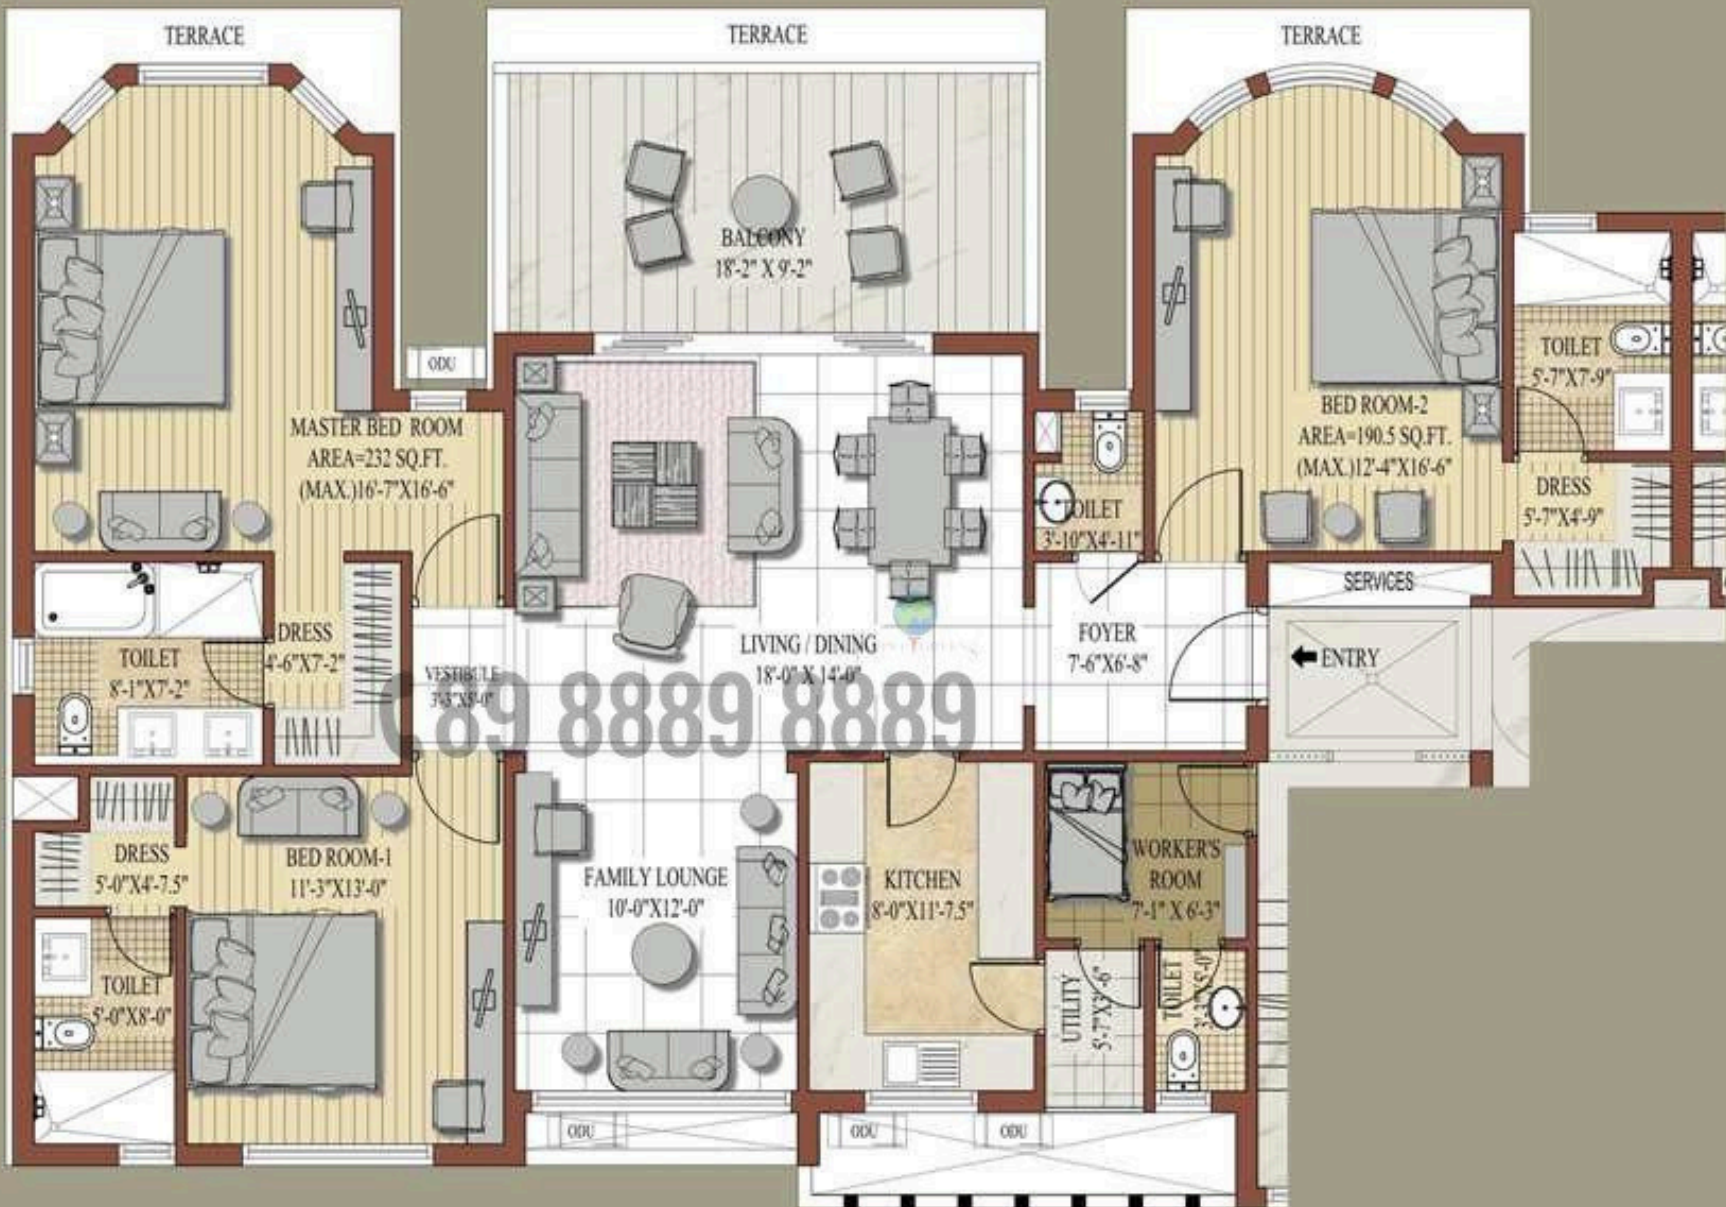 TERRACE
TERRACE
TERRACE
BALCONY
18'-2" X 9'-2"
ODU
MASTER BED ROOM
AREA=232 SQ.FT.
(MAX.)16'-7"X16'-6"
BED ROOM-2
AREA=190.5 SQ.FT.
(MAX.)12'-4"X16'-6"
TOILET
5'-7"X7'-9"
DRESS
5'-7"X4'-9"
TOILET
3'-10"X4'-11"
SERVICES
DRESS
4'-6"X7'-2"
TOILET
8'-1"X7'-2"
VESTIBULE
LIVING / DINING
18'-0" X 14'-0"
FOYER
7'-6"X6'-8"
ENTRY
89 8889 8889
DRESS
5'-0"X4'-7.5"
BED ROOM-1
11'-3"X13'-0"
FAMILY LOUNGE
10'-0"X12'-0"
KITCHEN
8'-0"X11'-7.5"
WORKER'S
ROOM
7'-1" X 6'-3"
TOILET
5'-0"X8'-0"
UTILITY
TOILET
ODU
ODU
ODU